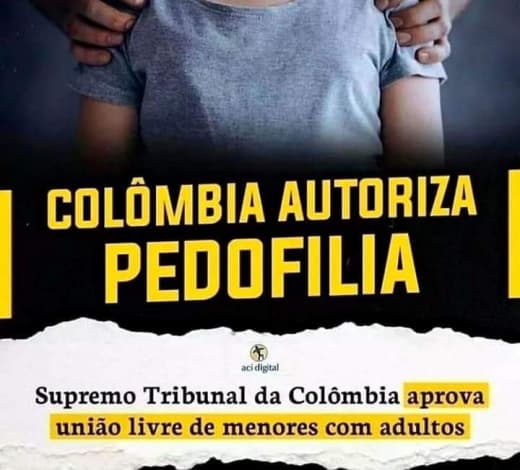 COLÔMBIA AUTORIZA
PEDOFILIA
aci digital
Supremo Tribunal da Colômbia aprova
união livre de menores com adultos